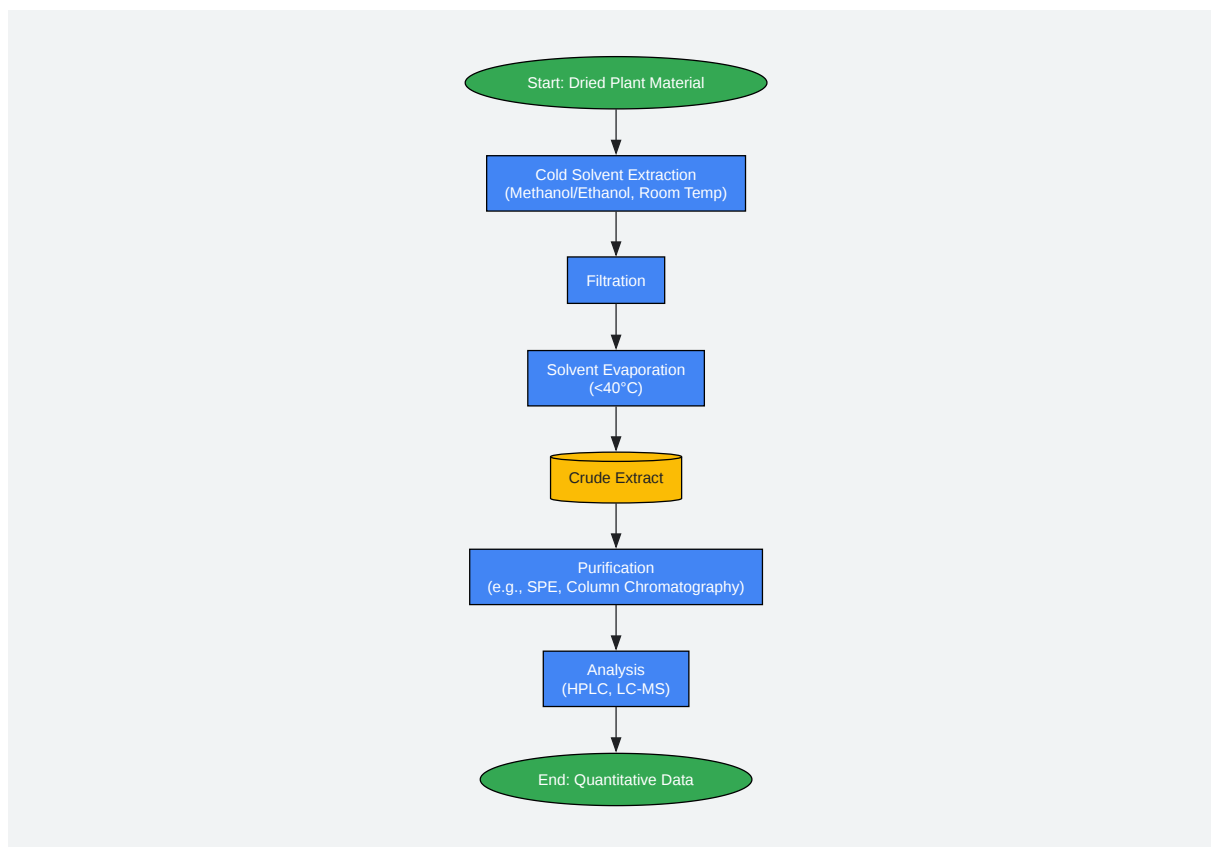 Start: Dried Plant Material
Cold Solvent Extraction
(Methanol/Ethanol, Room Temp)
Filtration
Solvent Evaporation
(<40°C)
Crude Extract
Purification
(e.g., SPE, Column Chromatography)
Analysis
(HPLC, LC-MS)
End: Quantitative Data